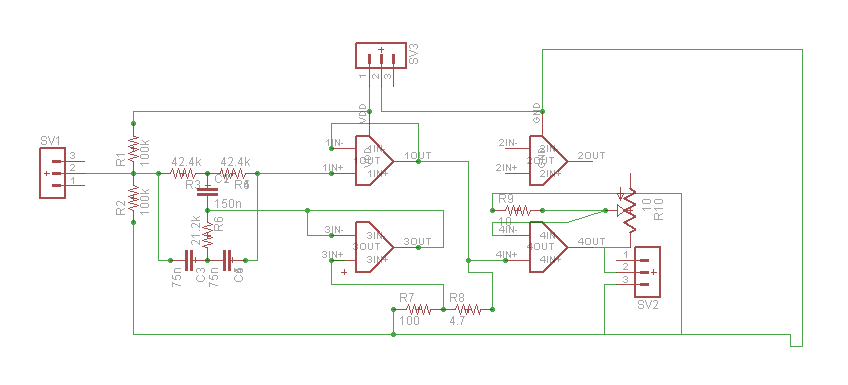 SV3
1
2
3
VDD
GND
SV1
3
2
1
R1
100k
R2
100k
42.4k
42.4k
R3
150n
21.2k
R6
75n
C3
75n
1IN-
1IN+
1OUT
1IN-
1OUT
1IN+
VDD
2IN-
2IN+
2OUT
2IN-
2OUT
2IN+
GND
3IN-
3IN+
3OUT
3IN-
3OUT
3IN+
R9
10
4IN-
4IN+
4OUT
4IN-
4OUT
4IN+
10
R10
1
2
3
SV2
R7
100
R8
4.7